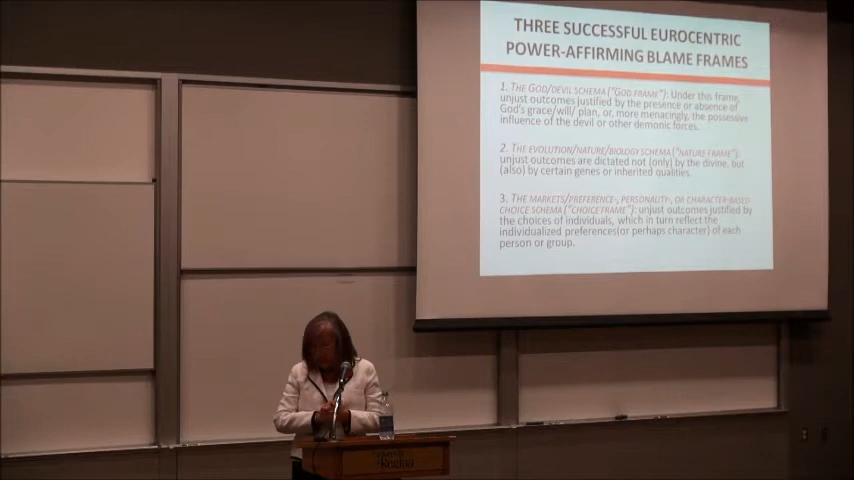 THREE SUCCESSFUL EUROCENTRIC
POWER-AFFIRMING BLAME FRAMES
1. THE GOD/DEVIL SCHEMA ("GOD FRAME"): Under this frame,
unjust outcomes justified by the presence or absence of
God's grace/will/ plan, or, more menacingly, the possessive
influence of the devil or other demonic forces.
2. THE EVOLUTION/NATURE/BIOLOGY SCHEMA ("NATURE FRAME"):
unjust outcomes are dictated not (only) by the divine, but
(also) by certain genes or inherited qualities.
3. THE MARKETS/PREFERENCE-, PERSONALITY-, OR CHARACTER-BASED
CHOICE SCHEMA ("CHOICE FRAME"): unjust outcomes justified by
the choices of individuals, which in turn reflect the
individualized preferences(or perhaps character) of each
person or group.
Regina